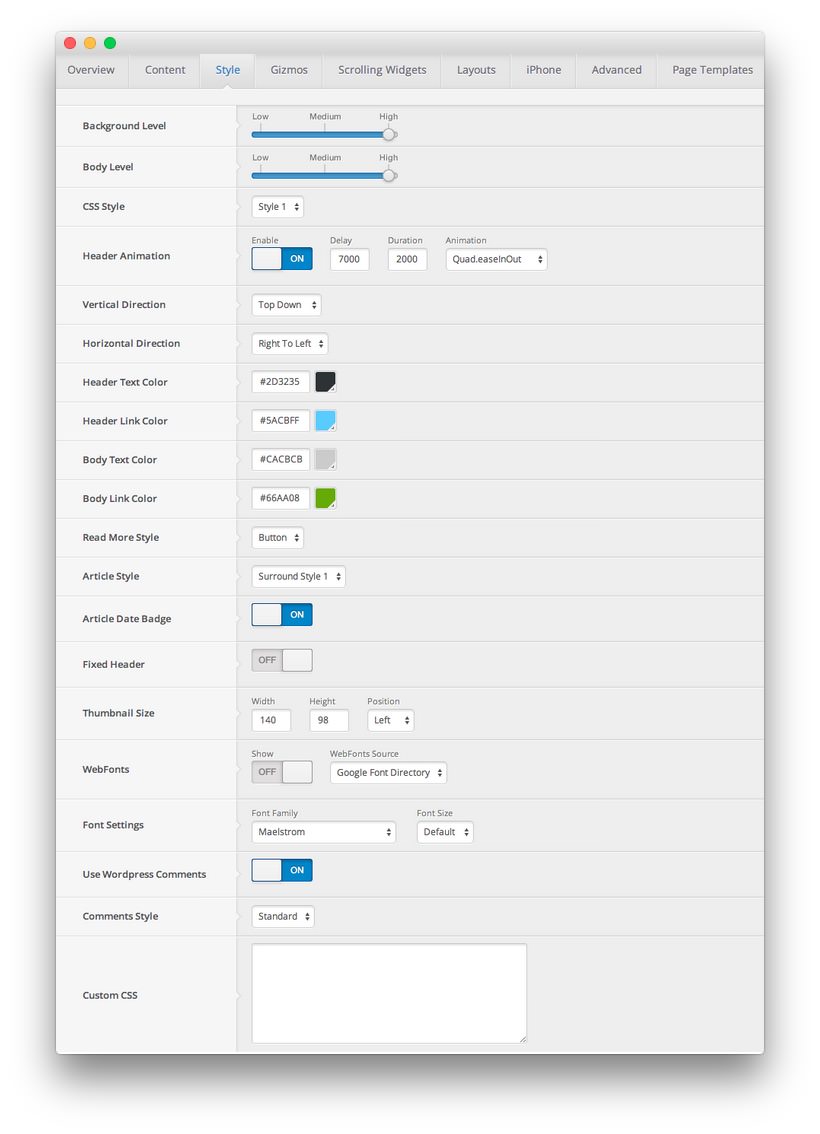 Overview Content Style Gizmos Scrolling Widgets Layouts iPhone Advanced Page Templates
Low Medium High
Background Level
Low Medium High
Body Level
CSS Style Style 1
Enable Delay Duration Animation
Header Animation ON 7000 2000 Quad.easeInOut
Vertical Direction Top Down
Horizontal Direction Right To Left
Header Text Color #2D3235
Header Link Color #5ACBFF
Body Text Color #CACBCB
Body Link Color #66AA08
Read More Style Button
Article Style Surround Style 1
Article Date Badge ON
Fixed Header OFF
Width Height Position
Thumbnail Size 140 98 Left
Show WebFonts Source
WebFonts OFF Google Font Directory
Font Family Font Size
Font Settings Maelstrom Default
Use Wordpress Comments ON
Comments Style Standard
Custom CSS